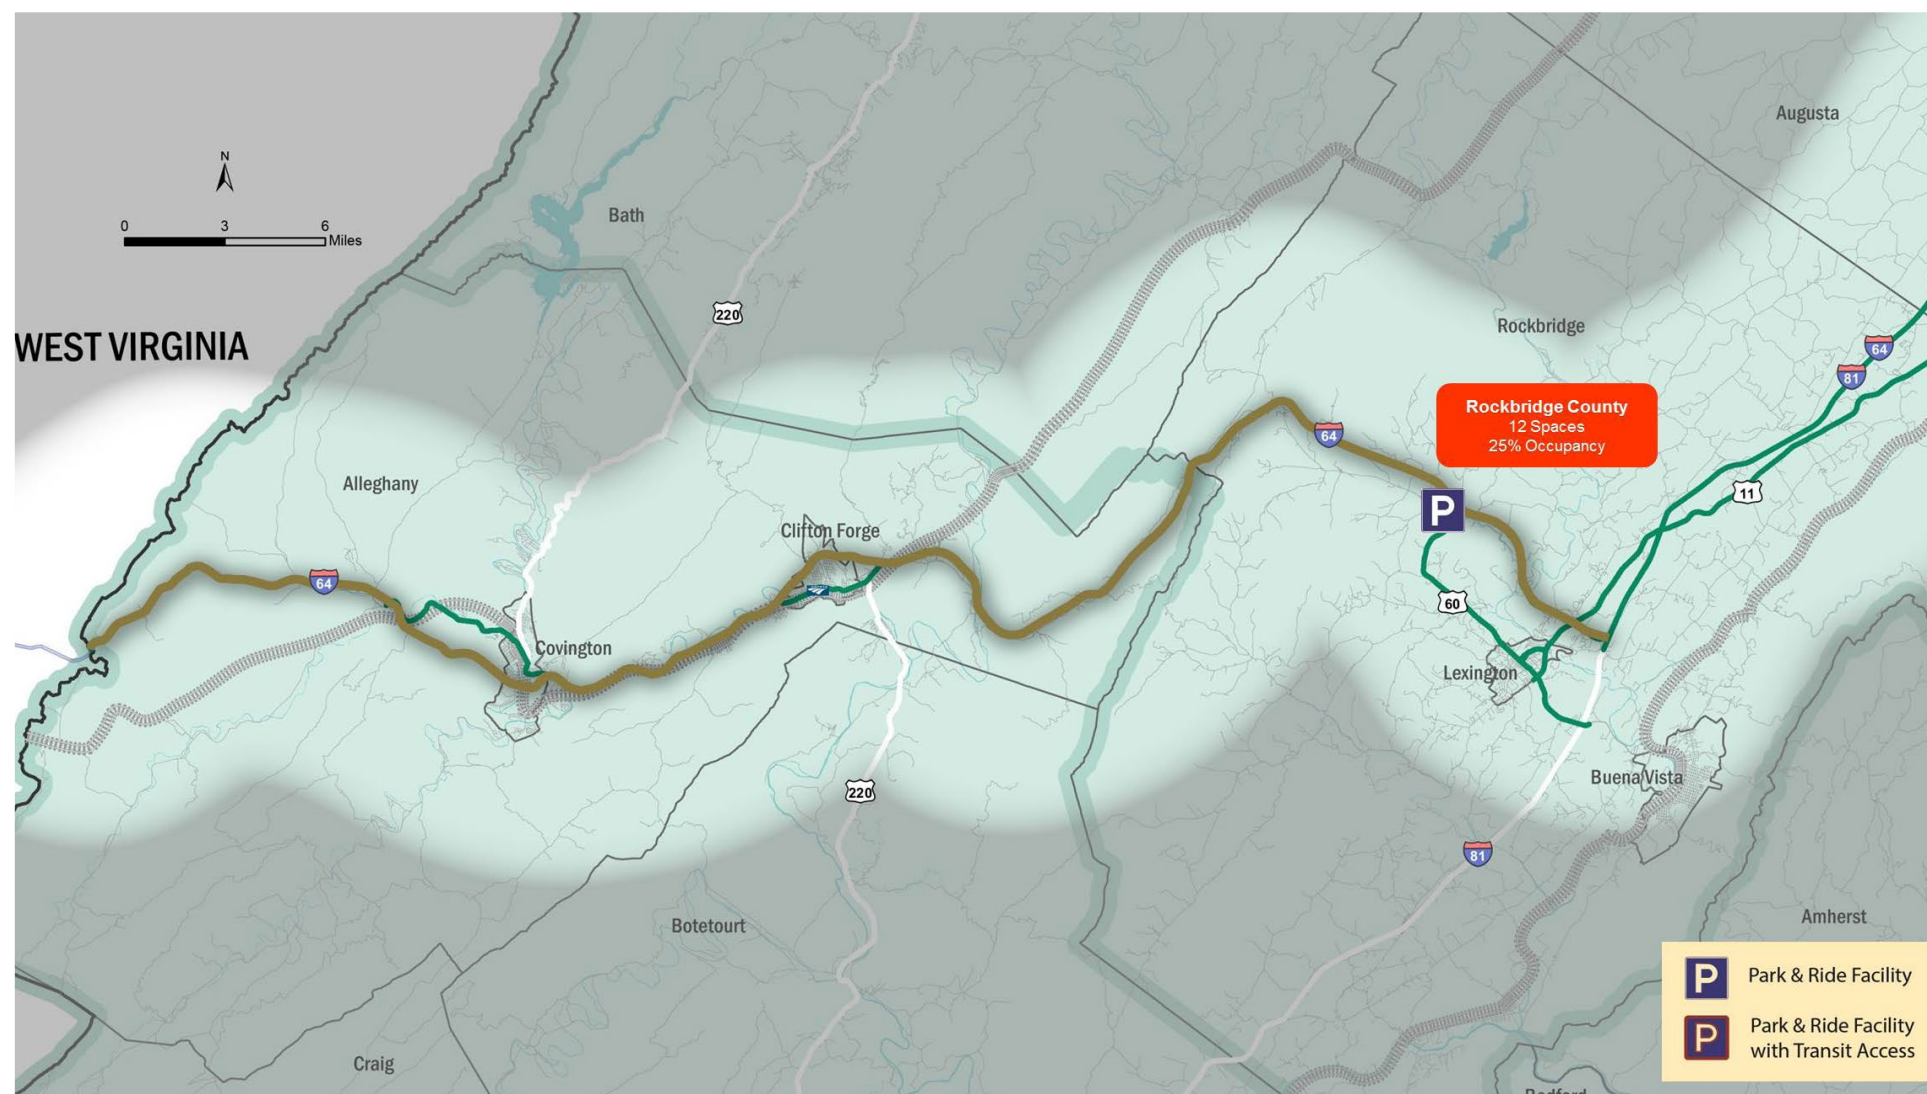 Augusta
N
0 3 6
Miles
Bath
220
WEST VIRGINIA
Rockbridge
64
81
Rockbridge County
12 Spaces
25% Occupancy
64
Alleghany
11
P
Clifton Forge
64
60
Covington
Lexington
Buena Vista
220
81
Botetourt
Amherst
P Park & Ride Facility
P Park & Ride Facility
with Transit Access
Craig